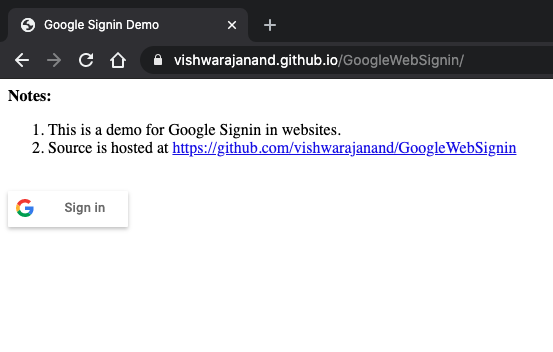 Google Signin Demo
vishwarajanand.github.io/GoogleWebSignin/
Notes:
1. This is a demo for Google Signin in websites.
2. Source is hosted at https://github.com/vishwarajanand/GoogleWebSignin
Sign in